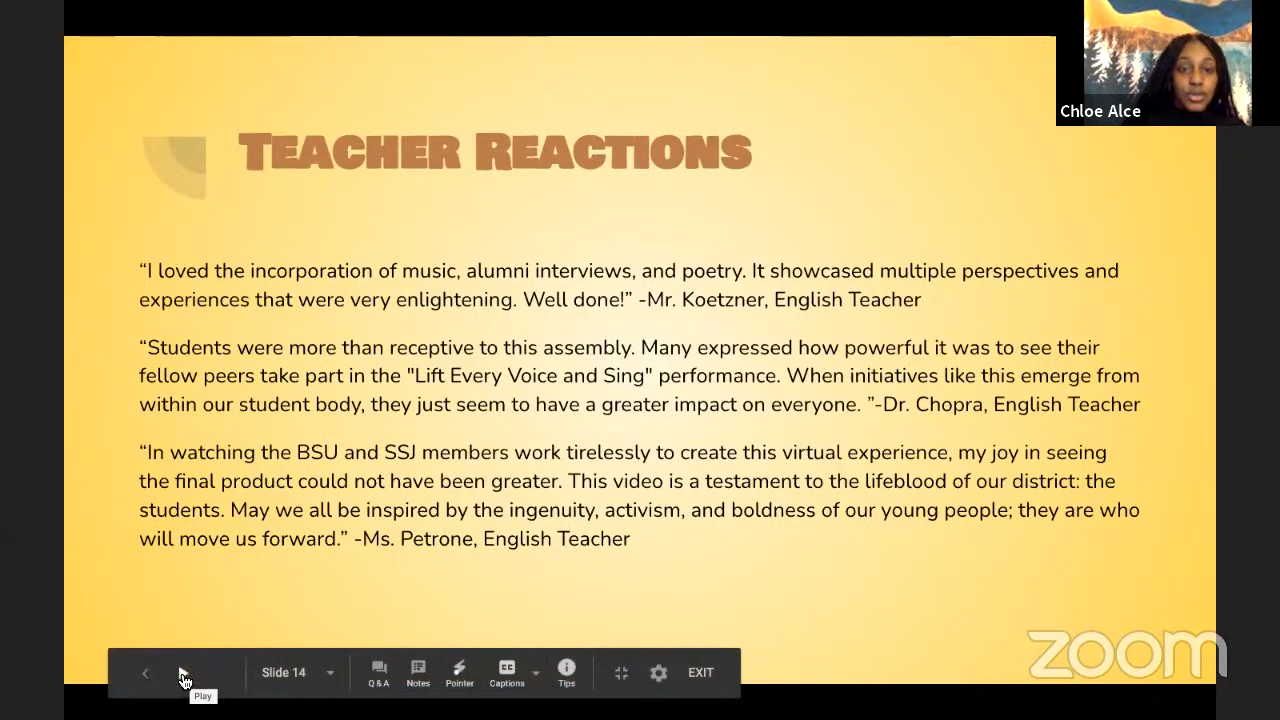 Chloe Alce
TEACHER REACTIONS
“I loved the incorporation of music, alumni interviews, and poetry. It showcased multiple perspectives and
experiences that were very enlightening. Well done!” -Mr. Koetzner, English Teacher
“Students were more than receptive to this assembly. Many expressed how powerful it was to see their
fellow peers take part in the "Lift Every Voice and Sing" performance. When initiatives like this emerge from
within our student body, they just seem to have a greater impact on everyone. ”-Dr. Chopra, English Teacher
“In watching the BSU and SSJ members work tirelessly to create this virtual experience, my joy in seeing
the final product could not have been greater. This video is a testament to the lifeblood of our district: the
students. May we all be inspired by the ingenuity, activism, and boldness of our young people; they are who
will move us forward.” -Ms. Petrone, English Teacher
zoom
Slide 14
Q & A
Notes
Pointer
CC
Captions
Tips
EXIT
Play